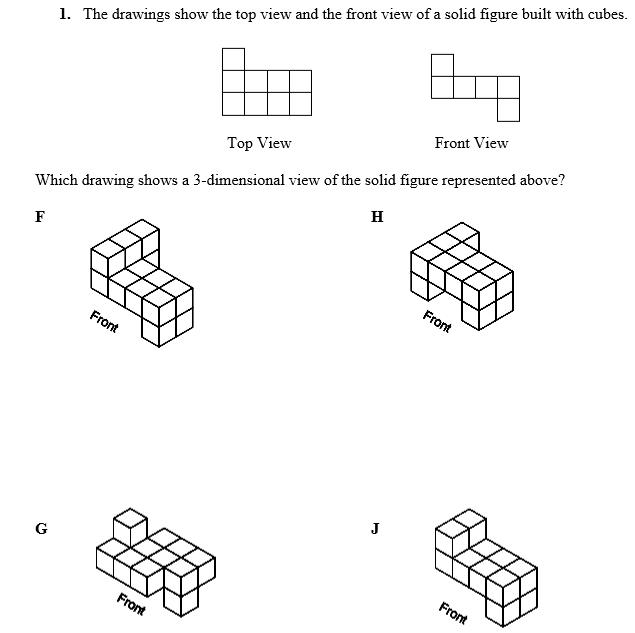 1. The drawings show the top view and the front view of a solid figure built with cubes.
Top View
Front View
Which drawing shows a 3-dimensional view of the solid figure represented above?
F
H
Front
Front
G
J
Front
Front